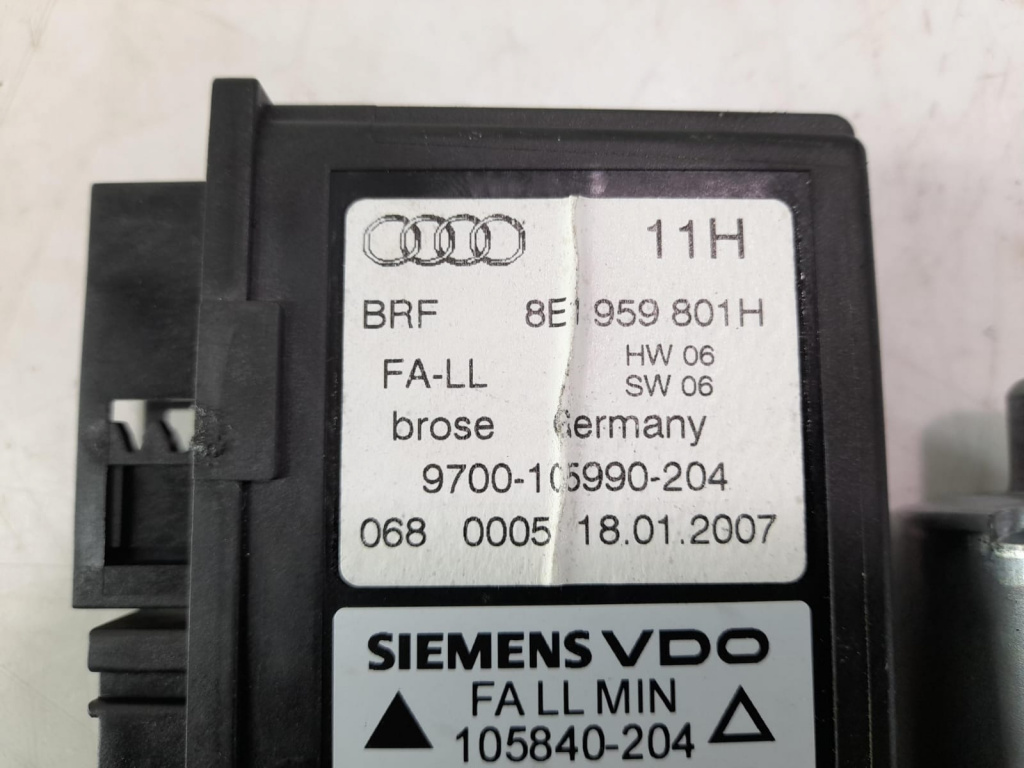 11H
BRF 8E1 959 801H
FA-LL HW 06
SW 06
brose Germany
9700-105990-204
068 0005 18.01.2007
SIEMENS VDO
FA LL MIN
105840-204